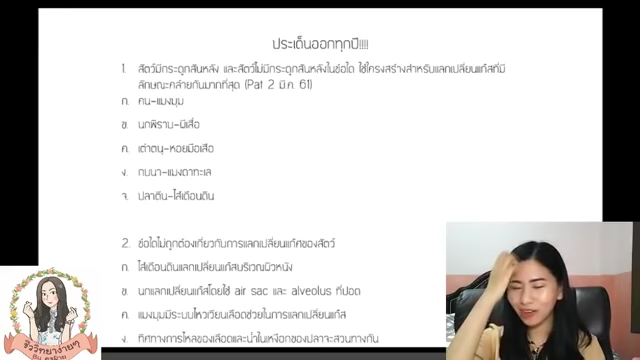 ประเด็นออกทุกปี!!!!
1. สัตว์มีกระดูกสันหลัง และสัตว์ไม่มีกระดูกสันหลังในข้อใด ใช้โครงสร้างสำหรับแลกเปลี่ยนแก้สที่มี
ลักษณะคล้ายกันมากที่สุด (Pat 2 มี.ค. 61)
ก. คน-แมงมุม
ข. นกพิราบ-ผีเสื้อ
ค. เต่าตนุ-หอยมือเสือ
ง. กบนา-แมงดาทะเล
จ. ปลาตีน-ไส้เดือนดิน
2. ข้อใดไม่ถูกต้องเกี่ยวกับการแลกเปลี่ยนแก้สของสัตว์
ก. ไส้เดือนดินแลกเปลี่ยนแก้สบริเวณผิวหนัง
ข. นกแลกเปลี่ยนแก้สโดยใช้ air sac และ alveolus ที่ปอด
ค. แมงมุมมีระบบไหลเวียนเลือดช่วยในการแลกเปลี่ยนแก้ส
ง. ทิศทางการไหลของเลือดและน้ำในเหงือกของปลาจะสวนทางกัน
ชีววิทยาง่ายๆ